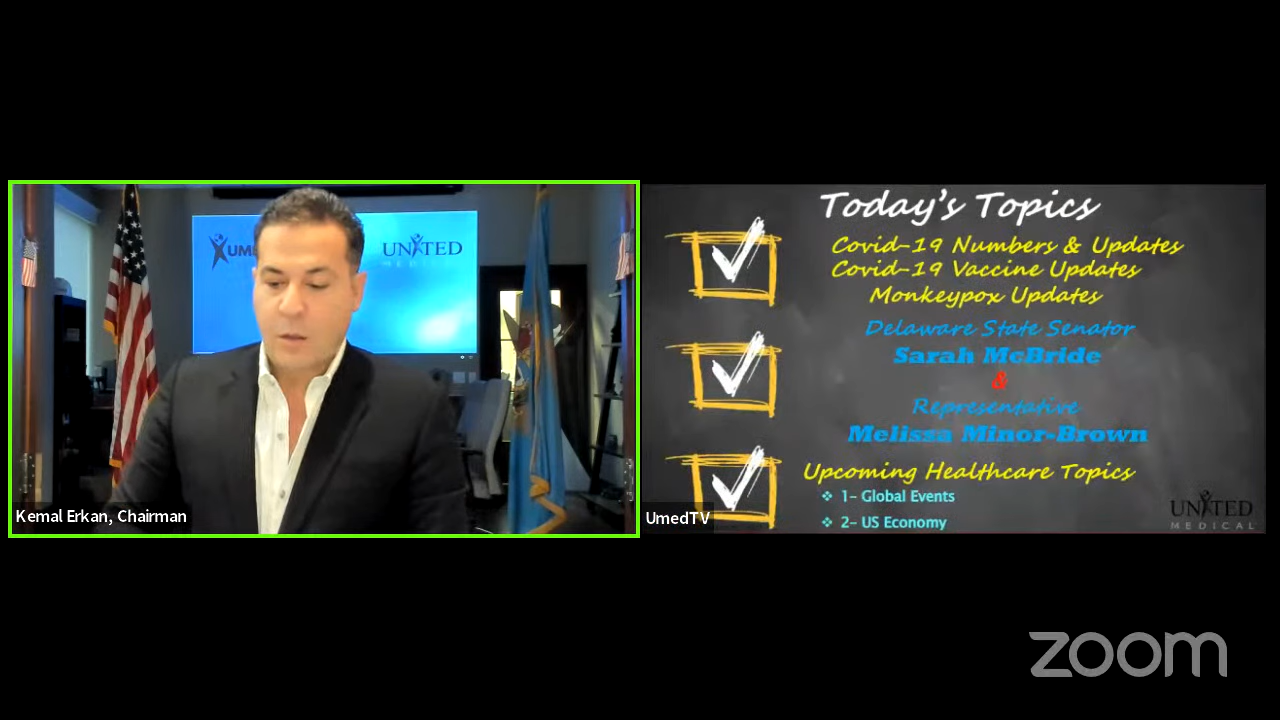 UM
UNITED
MEDICAL
Kemal Erkan, Chairman
Today's Topics
Covid-19 Numbers & Updates
Covid-19 Vaccine Updates
Monkeypox Updates
Delaware State Senator
Sarah McBride
&
Representative
Melissa Minor-Brown
Upcoming Healthcare Topics
1- Global Events
2- US Economy
UNITED
MEDICAL
UmedTV
zoom